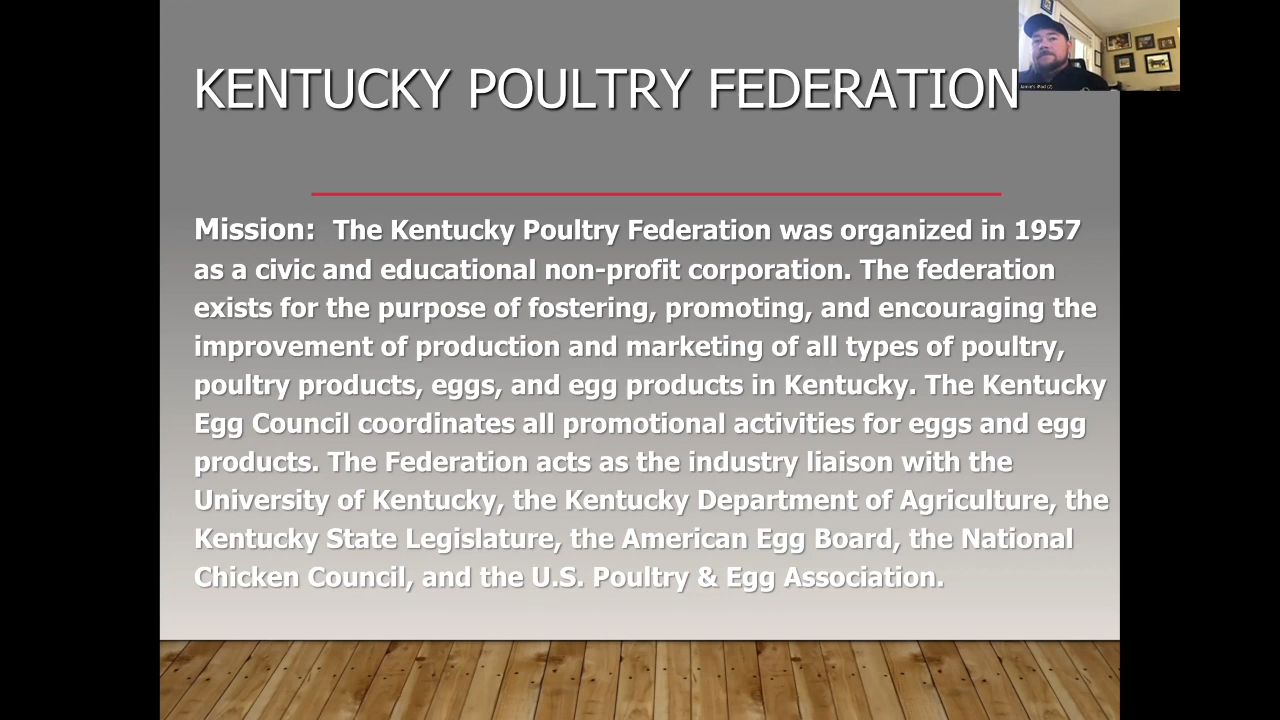 KENTUCKY POULTRY FEDERATION
Jamie's iPad (2)
Mission: The Kentucky Poultry Federation was organized in 1957
as a civic and educational non-profit corporation. The federation
exists for the purpose of fostering, promoting, and encouraging the
improvement of production and marketing of all types of poultry,
poultry products, eggs, and egg products in Kentucky. The Kentucky
Egg Council coordinates all promotional activities for eggs and egg
products. The Federation acts as the industry liaison with the
University of Kentucky, the Kentucky Department of Agriculture, the
Kentucky State Legislature, the American Egg Board, the National
Chicken Council, and the U.S. Poultry & Egg Association.